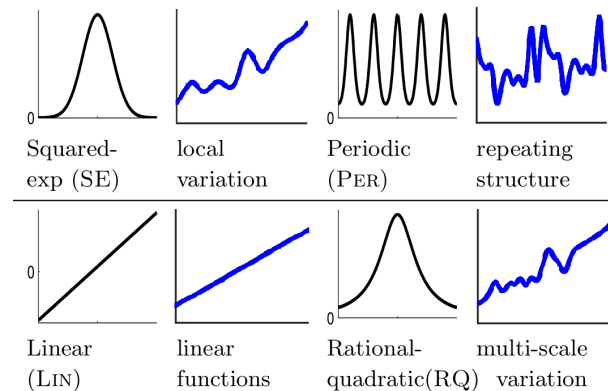 0
0
Squared-
exp (SE)
local
variation
Periodic
(PER)
repeating
structure
0
0
Linear
(LIN)
linear
functions
Rational-
quadratic(RQ)
multi-scale
variation